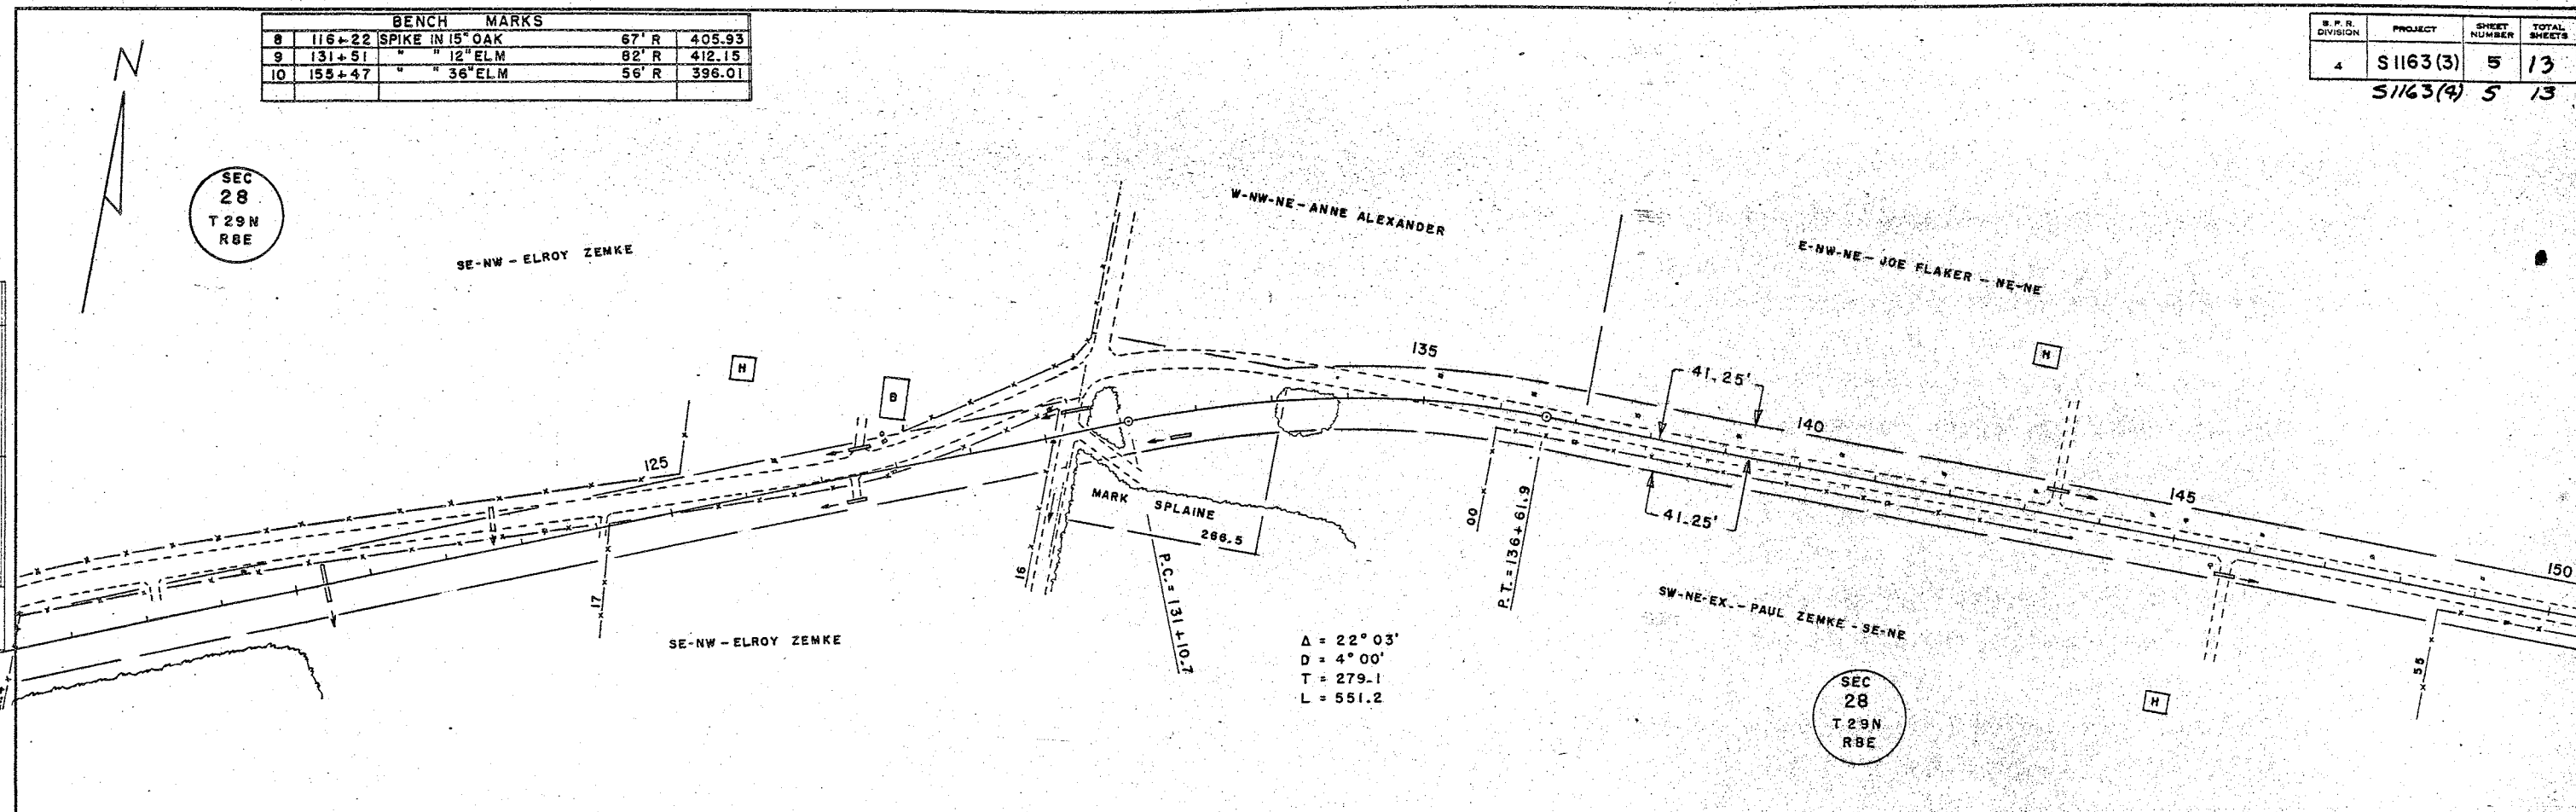 BENCH MARKS
8 116+22 SPIKE IN 15" OAK 67' R 405.93
9 131+51 " " 12" ELM 82' R 412.15
10 155+47 " " 36" ELM 56' R 396.01
B.P.R. DIVISION PROJECT SHEET NUMBER TOTAL SHEETS
4 S1163(3) 5 13
S1163(4) 5 13
N
SEC
28
T29N
R8E
SE-NW - ELROY ZEMKE
W-NW-NE - ANNE ALEXANDER
E-NW-NE - JOE FLAKER - NE-NE
H
B
H
125
135
41.25'
140
145
150
41.25'
MARK SPLAINE
266.5
16
17
00
55
P.C. = 131+10.7
P.T. = 136+61.9
SE-NW - ELROY ZEMKE
SW-NE-EX. - PAUL ZEMKE - SE-NE
Δ = 22° 03'
D = 4° 00'
T = 279.1
L = 551.2
SEC
28
T29N
R8E
H